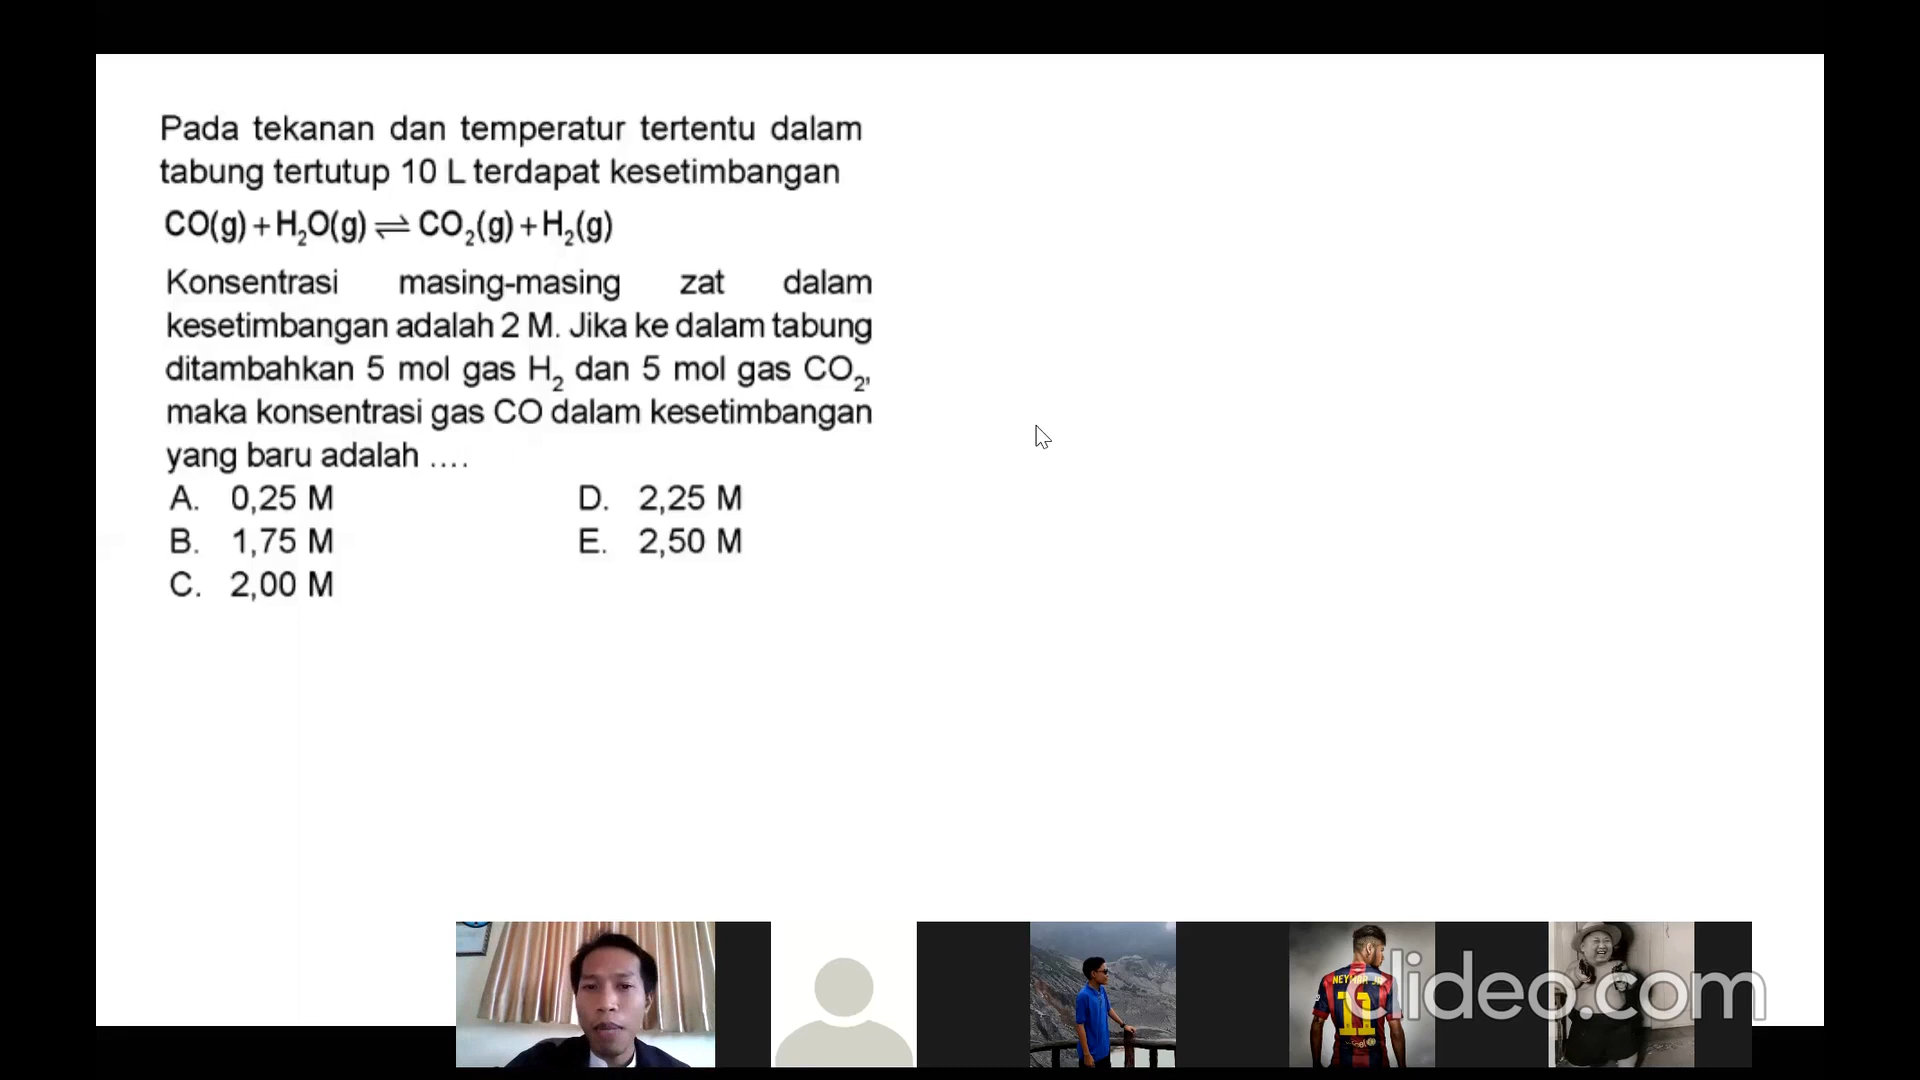 Pada tekanan dan temperatur tertentu dalam
tabung tertutup 10 L terdapat kesetimbangan
CO(g) + H₂O(g) ⇌ CO₂(g) + H₂(g)
Konsentrasi masing-masing zat dalam
kesetimbangan adalah 2 M. Jika ke dalam tabung
ditambahkan 5 mol gas H₂ dan 5 mol gas CO₂,
maka konsentrasi gas CO dalam kesetimbangan
yang baru adalah ....
A. 0,25 M D. 2,25 M
B. 1,75 M E. 2,50 M
C. 2,00 M
NEYMAR JR
11
clideo.com